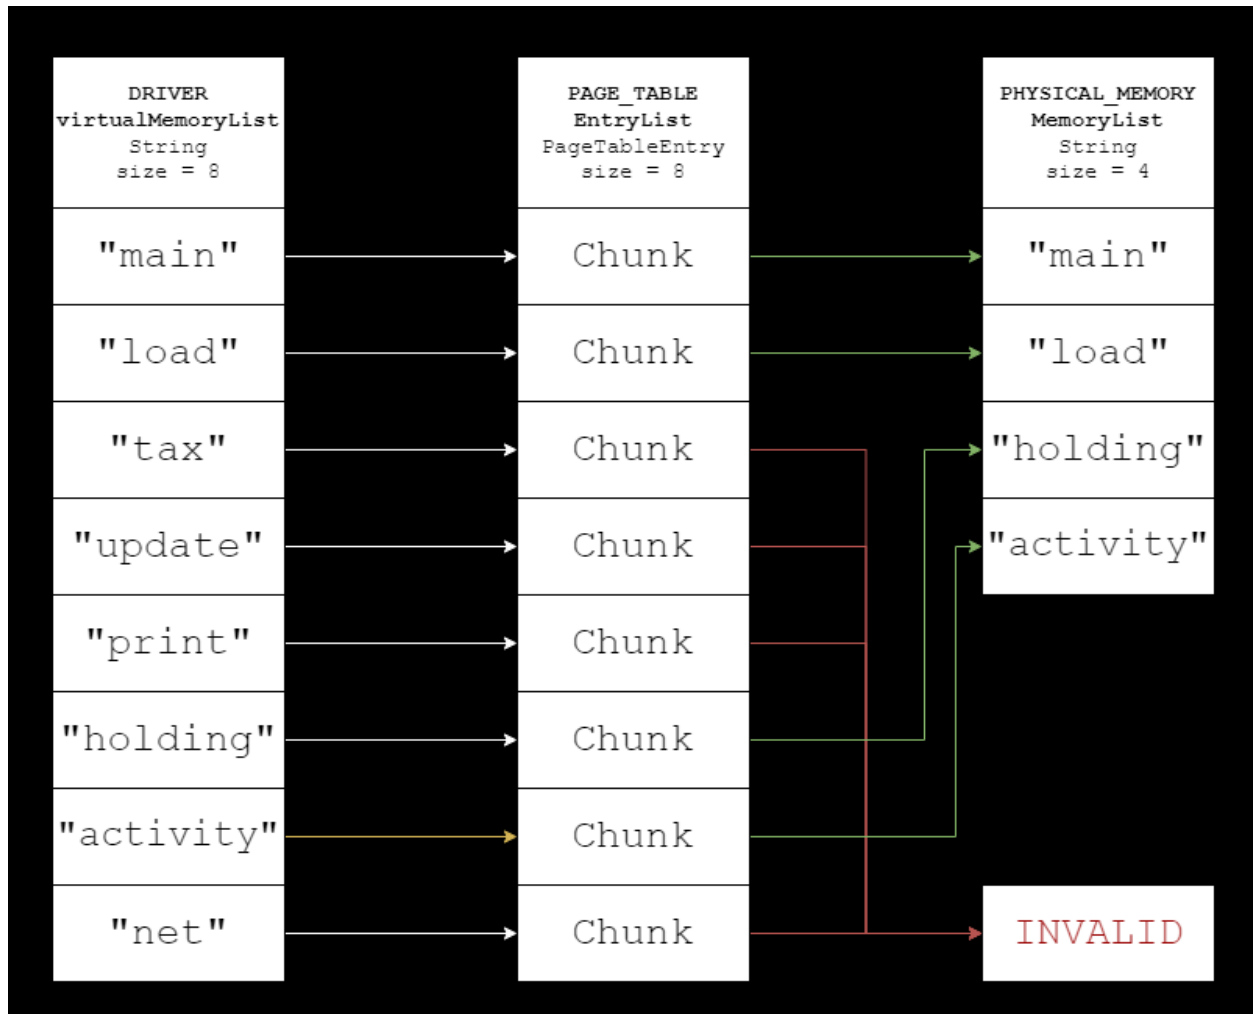 DRIVER
virtualMemoryList
String
size = 8
"main"
"load"
"tax"
"update"
"print"
"holding"
"activity"
"net"
PAGE_TABLE
EntryList
PageTableEntry
size = 8
Chunk
Chunk
Chunk
Chunk
Chunk
Chunk
Chunk
Chunk
PHYSICAL_MEMORY
MemoryList
String
size = 4
"main"
"load"
"holding"
"activity"
INVALID